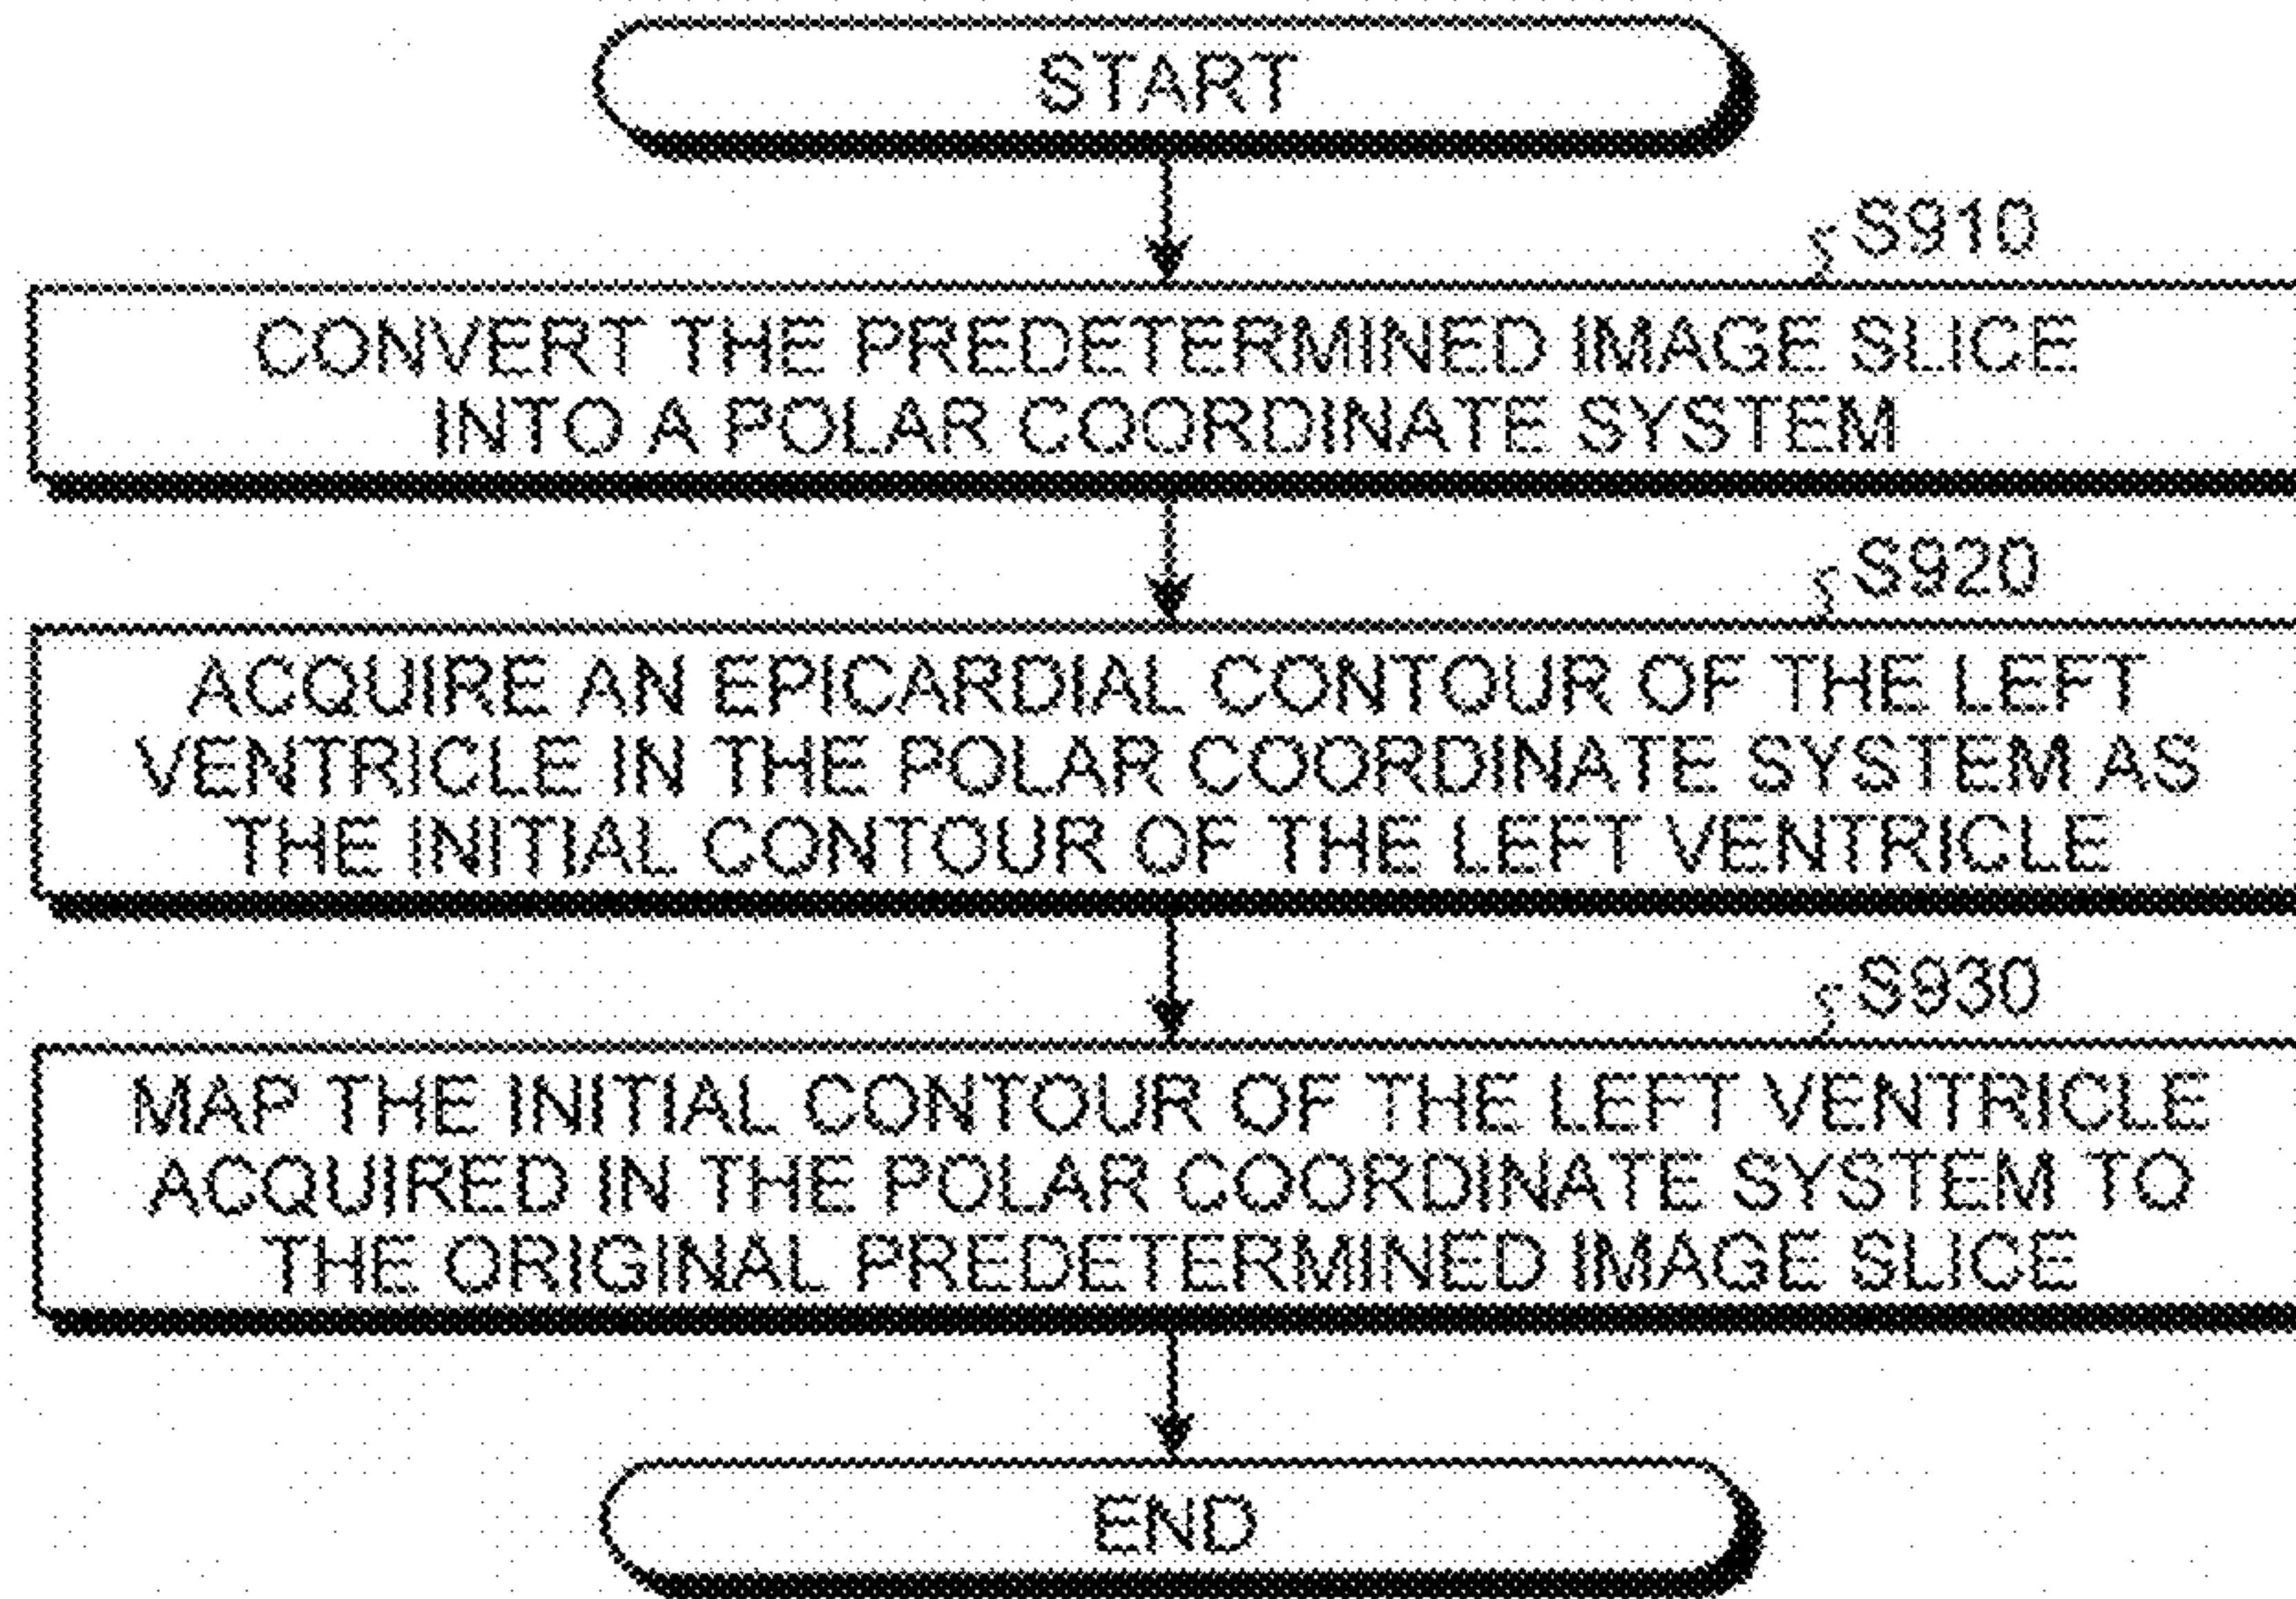 START
S910
CONVERT THE PREDETERMINED IMAGE SLICE
INTO A POLAR COORDINATE SYSTEM
S920
ACQUIRE AN EPICARDIAL CONTOUR OF THE LEFT
VENTRICLE IN THE POLAR COORDINATE SYSTEM AS
THE INITIAL CONTOUR OF THE LEFT VENTRICLE
S930
MAP THE INITIAL CONTOUR OF THE LEFT VENTRICLE
ACQUIRED IN THE POLAR COORDINATE SYSTEM TO
THE ORIGINAL PREDETERMINED IMAGE SLICE
END